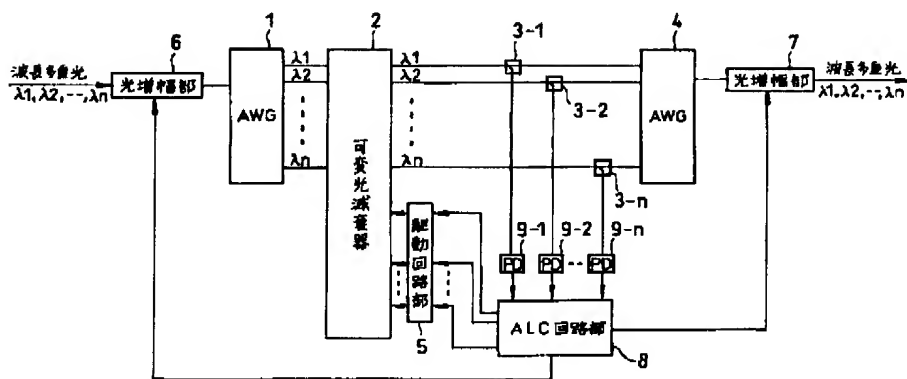 1
2
3-1
4
6
7
波長多重光
λ1,λ2,--,λn
光増幅部
AWG
λ1
λ2
λn
可変光減衰器
λ1
λ2
λn
3-2
3-n
AWG
光増幅部
波長多重光
λ1,λ2,--,λn
駆動回路部
5
9-1
9-2
9-n
PD
PD
--
PD
ALC回路部
8